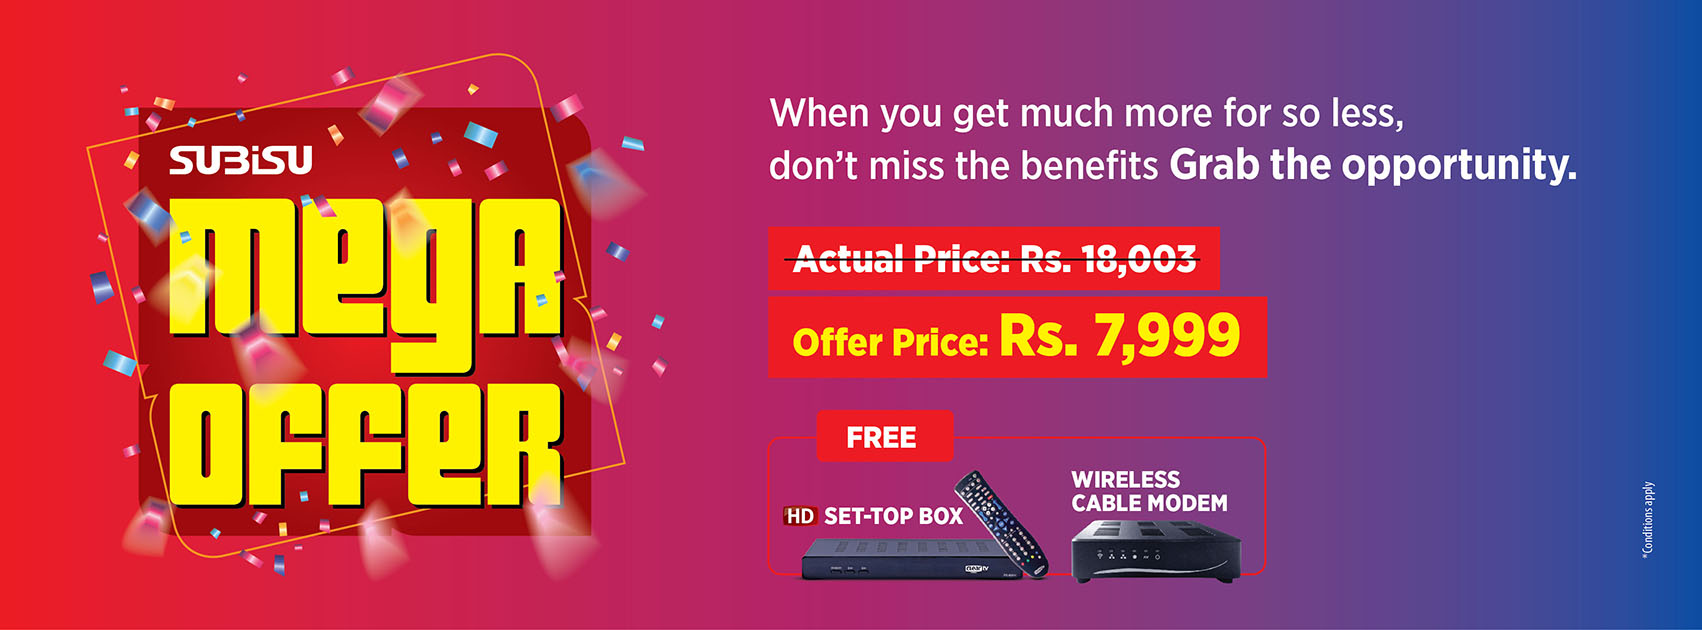 SUBiSU
mega
offer
When you get much more for so less,
don't miss the benefits Grab the opportunity.
Actual Price: Rs. 18,003
Offer Price: Rs. 7,999
FREE
HD SET-TOP BOX
WIRELESS
CABLE MODEM
clear tv
*Conditions apply